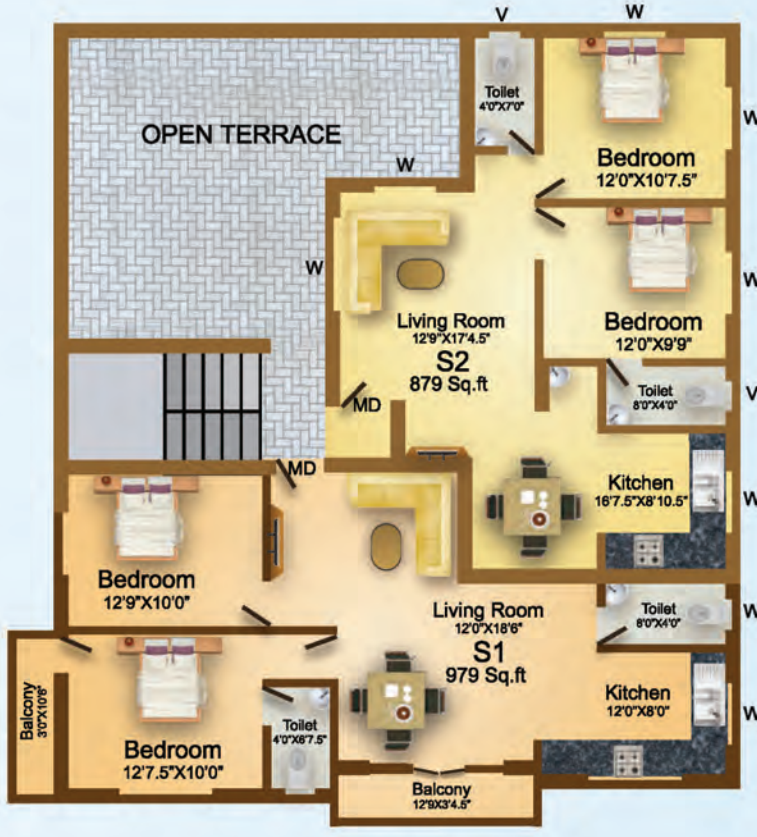 V
W
Toilet
4'0"X7'0"
OPEN TERRACE
W
Bedroom
12'0"X10'7.5"
W
W
W
Living Room
12'9"X17'4.5"
S2
879 Sq.ft
Bedroom
12'0"X9'9"
Toilet
8'0"X4'0"
V
MD
MD
Kitchen
16'7.5"X8'10.5"
W
Bedroom
12'9"X10'0"
Living Room
12'0"X18'6"
S1
979 Sq.ft
Toilet
8'0"X4'0"
W
Kitchen
12'0"X8'0"
W
Balcony
3'0"X10'6"
Bedroom
12'7.5"X10'0"
Toilet
4'0"X6'7.5"
Balcony
12'9X3'4.5"